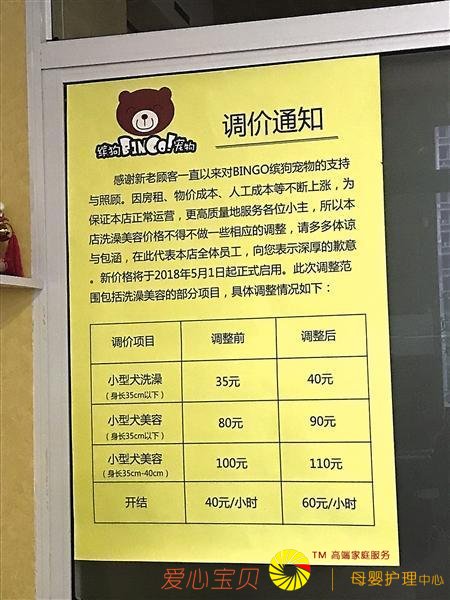 缤狗BINGO!宠物
调价通知
感谢新老顾客一直以来对BINGO缤狗宠物的支持
与照顾。因房租、物价成本、人工成本等不断上涨，为
保证本店正常运营，更高质量地服务各位小主，所以本
店洗澡美容价格不得不做一些相应的调整，请多多体谅
与包涵，在此代表本店全体员工，向您表示深厚的歉意
。新价格将于2018年5月1日起正式启用。此次调整范
围包括洗澡美容的部分项目，具体调整情况如下：
调价项目 调整前 调整后
小型犬洗澡 35元 40元
（身长35cm以下）
小型犬美容 80元 90元
（身长35cm以下）
小型犬美容 100元 110元
（身长35cm-40cm）
开结 40元/小时 60元/小时
TM 高端家庭服务
爱心宝贝 母婴护理中心